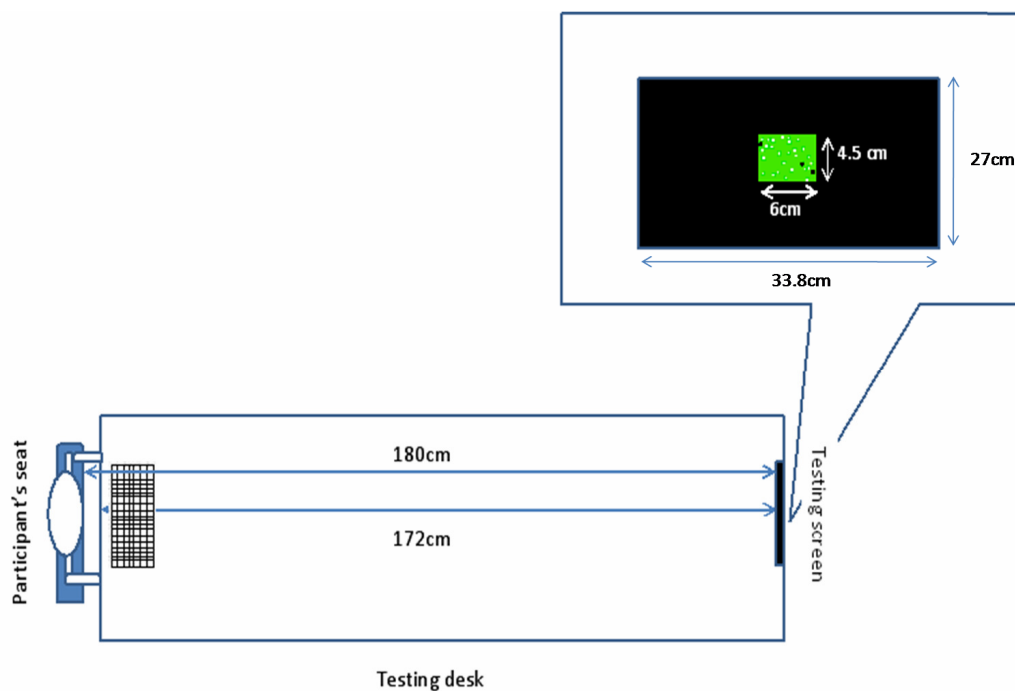 4.5 cm
27cm
6cm
33.8cm
Participant's seat
180cm
172cm
Testing screen
Testing desk